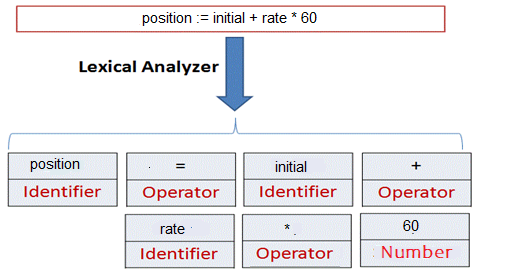 position := initial + rate * 60
Lexical Analyzer
position = initial +
Identifier Operator Identifier Operator
rate * 60
Identifier Operator Number